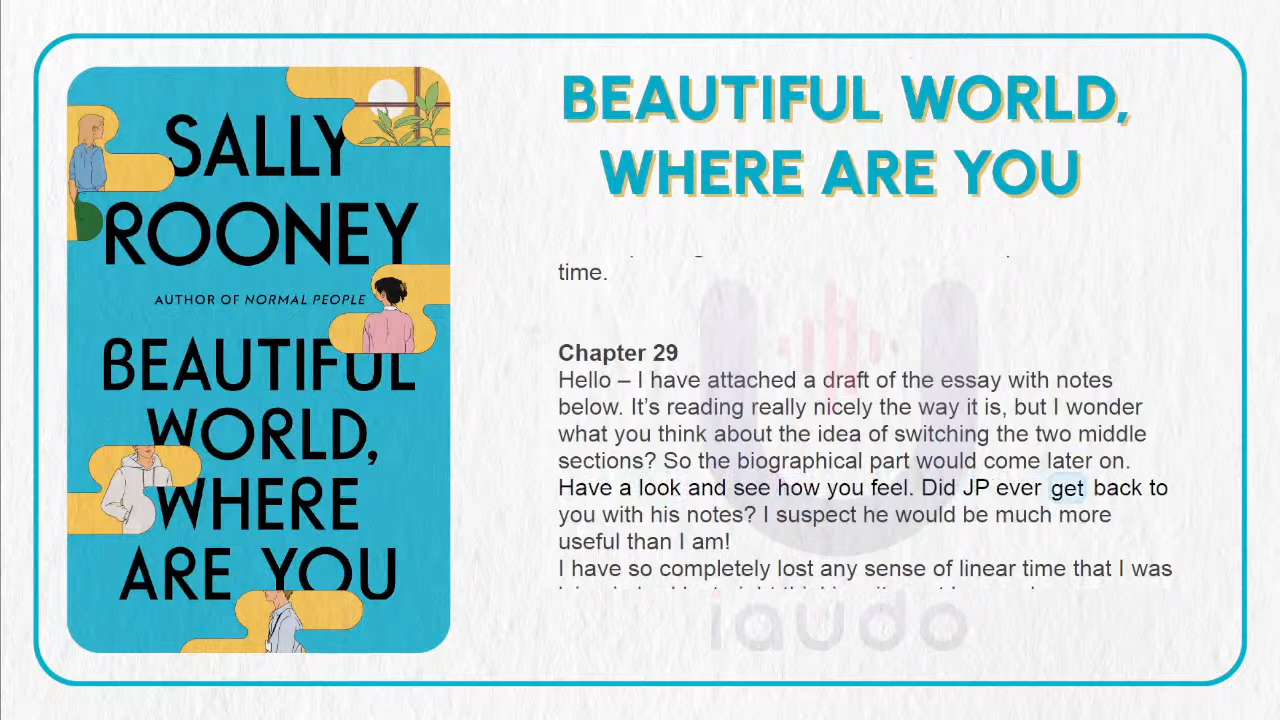 SALLY
ROONEY
AUTHOR OF NORMAL PEOPLE
BEAUTIFUL
WORLD,
WHERE
ARE YOU
BEAUTIFUL WORLD,
WHERE ARE YOU
time.
Chapter 29
Hello – I have attached a draft of the essay with notes
below. It’s reading really nicely the way it is, but I wonder
what you think about the idea of switching the two middle
sections? So the biographical part would come later on.
Have a look and see how you feel. Did JP ever get back to
you with his notes? I suspect he would be much more
useful than I am!
I have so completely lost any sense of linear time that I was
iaudo